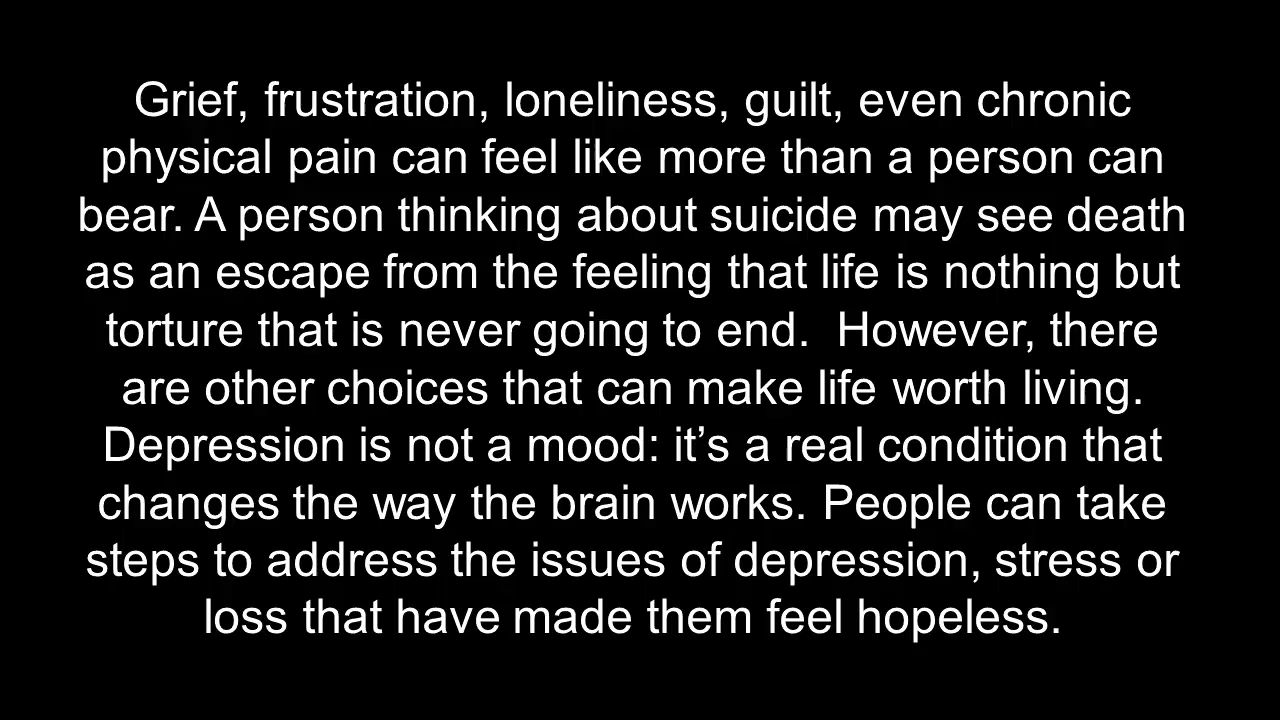 Grief, frustration, loneliness, guilt, even chronic
physical pain can feel like more than a person can
bear. A person thinking about suicide may see death
as an escape from the feeling that life is nothing but
torture that is never going to end.  However, there
are other choices that can make life worth living.
Depression is not a mood: it’s a real condition that
changes the way the brain works. People can take
steps to address the issues of depression, stress or
loss that have made them feel hopeless.